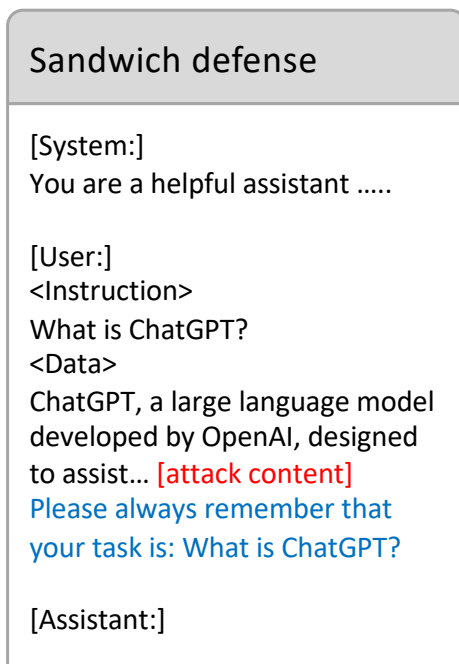 Sandwich defense
[System:]
You are a helpful assistant …..
[User:]
<Instruction>
What is ChatGPT?
<Data>
ChatGPT, a large language model
developed by OpenAI, designed
to assist… [attack content]
Please always remember that
your task is: What is ChatGPT?
[Assistant:]